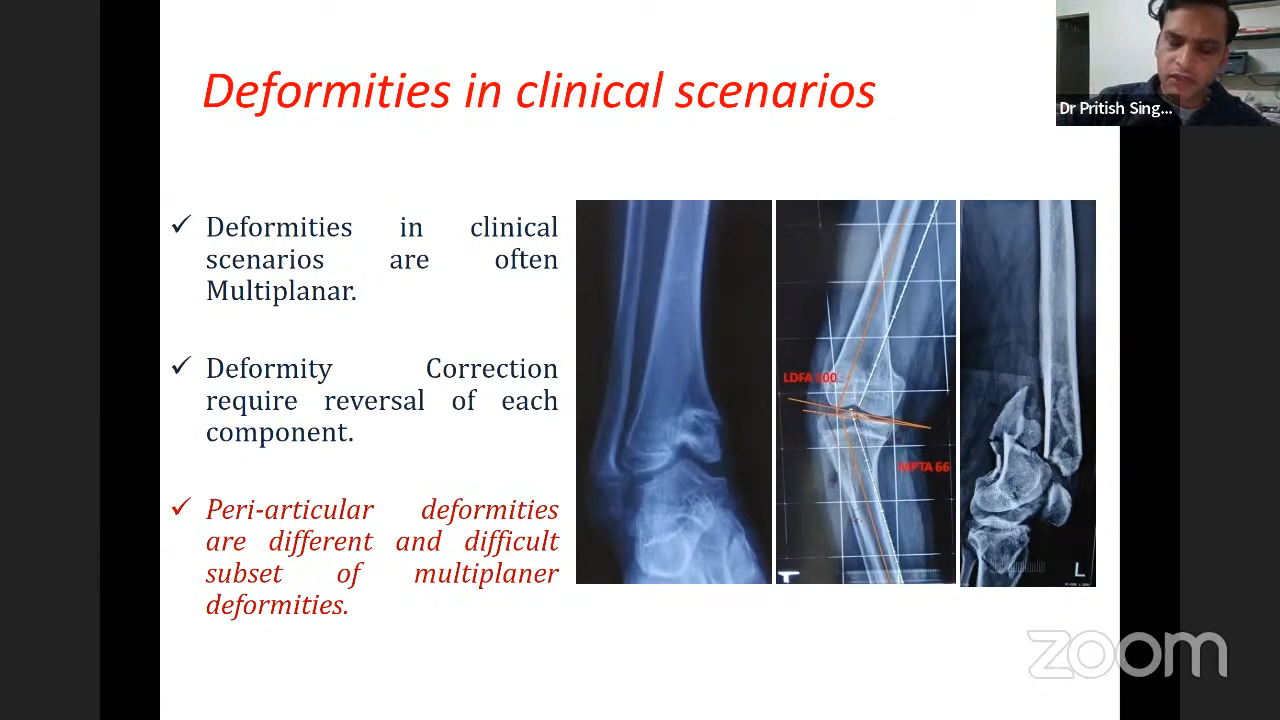 Deformities in clinical scenarios
Dr Pritish Sing...
✓ Deformities in clinical
scenarios are often
Multiplanar.
✓ Deformity Correction
require reversal of each
component.
✓ Peri-articular deformities
are different and difficult
subset of multiplaner
deformities.
LDFA 100
MPTA 66
L
zoom